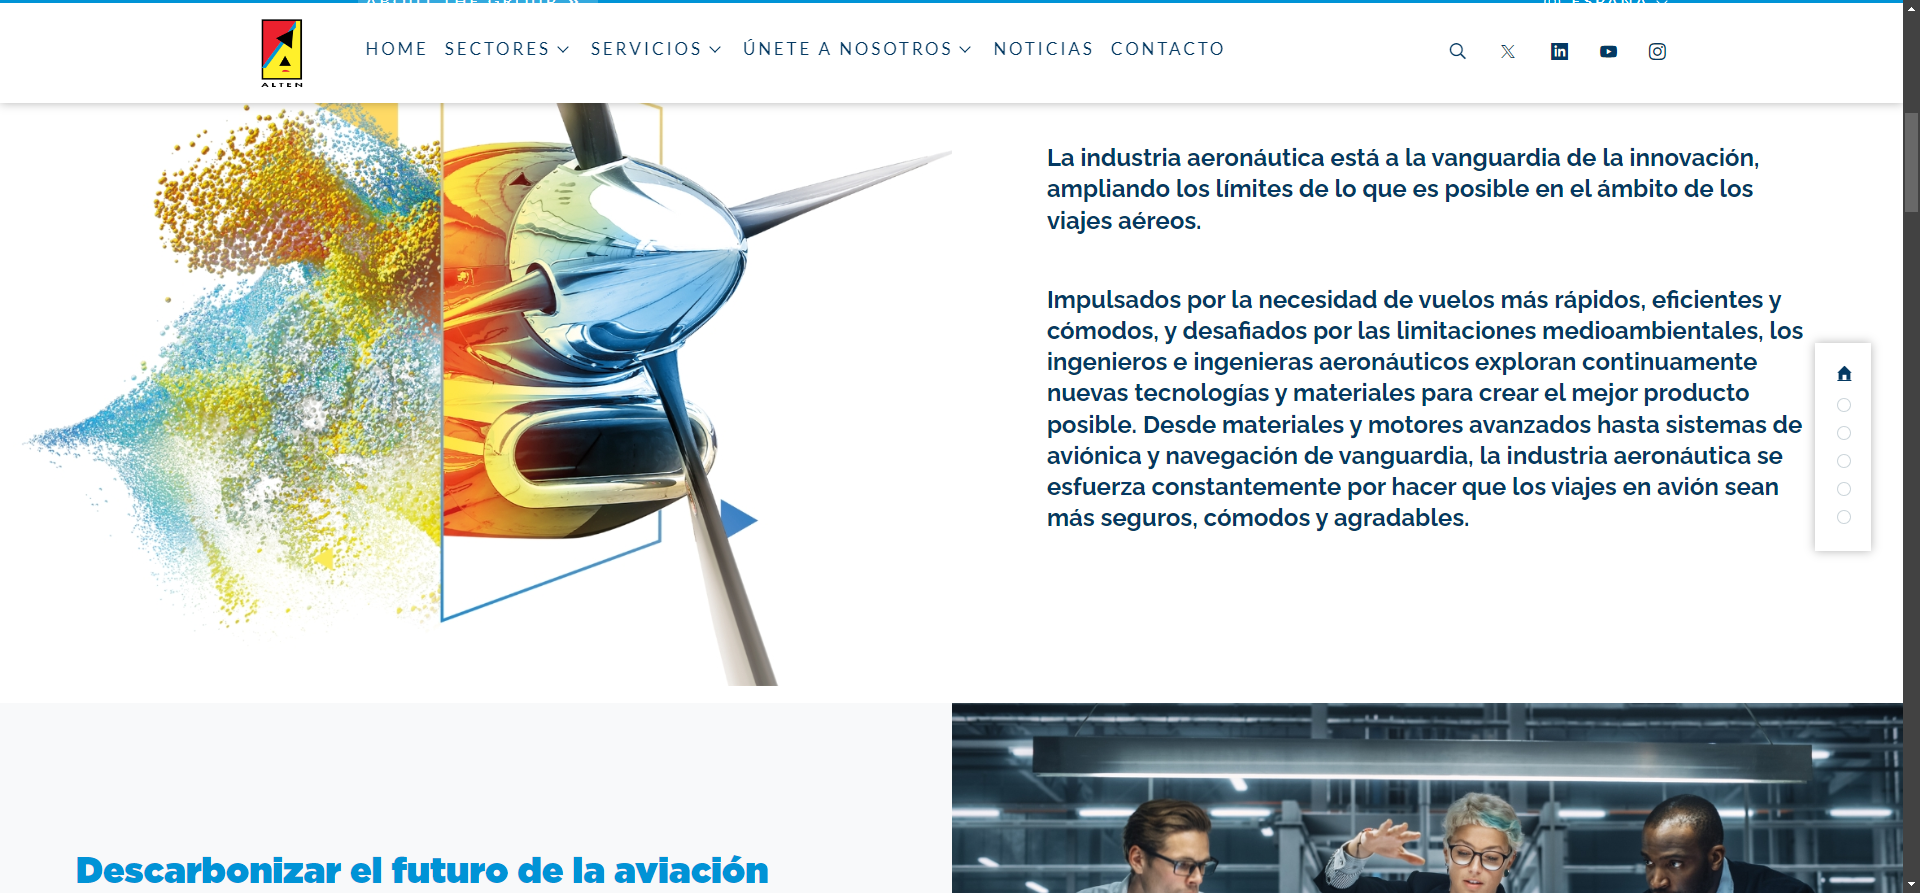 ABOUT THE GROUP
ESPAÑA
ALTEN
HOME SECTORES SERVICIOS ÚNETE A NOSOTROS NOTICIAS CONTACTO
La industria aeronáutica está a la vanguardia de la innovación,
ampliando los límites de lo que es posible en el ámbito de los
viajes aéreos.
Impulsados por la necesidad de vuelos más rápidos, eficientes y
cómodos, y desafiados por las limitaciones medioambientales, los
ingenieros e ingenieras aeronáuticos exploran continuamente
nuevas tecnologías y materiales para crear el mejor producto
posible. Desde materiales y motores avanzados hasta sistemas de
aviónica y navegación de vanguardia, la industria aeronáutica se
esfuerza constantemente por hacer que los viajes en avión sean
más seguros, cómodos y agradables.
Descarbonizar el futuro de la aviación